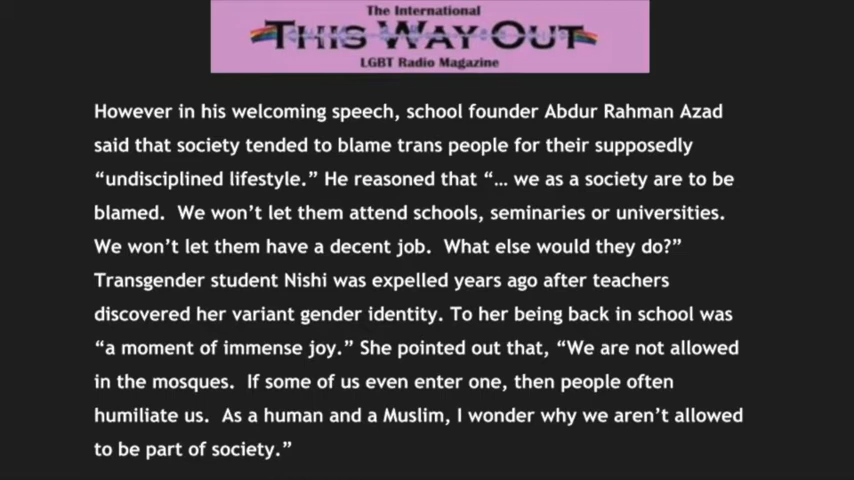 The International
THIS WAY OUT
LGBT Radio Magazine
However in his welcoming speech, school founder Abdur Rahman Azad
said that society tended to blame trans people for their supposedly
“undisciplined lifestyle.” He reasoned that “… we as a society are to be
blamed.  We won’t let them attend schools, seminaries or universities.
We won’t let them have a decent job.  What else would they do?”
Transgender student Nishi was expelled years ago after teachers
discovered her variant gender identity. To her being back in school was
“a moment of immense joy.” She pointed out that, “We are not allowed
in the mosques.  If some of us even enter one, then people often
humiliate us.  As a human and a Muslim, I wonder why we aren’t allowed
to be part of society.”